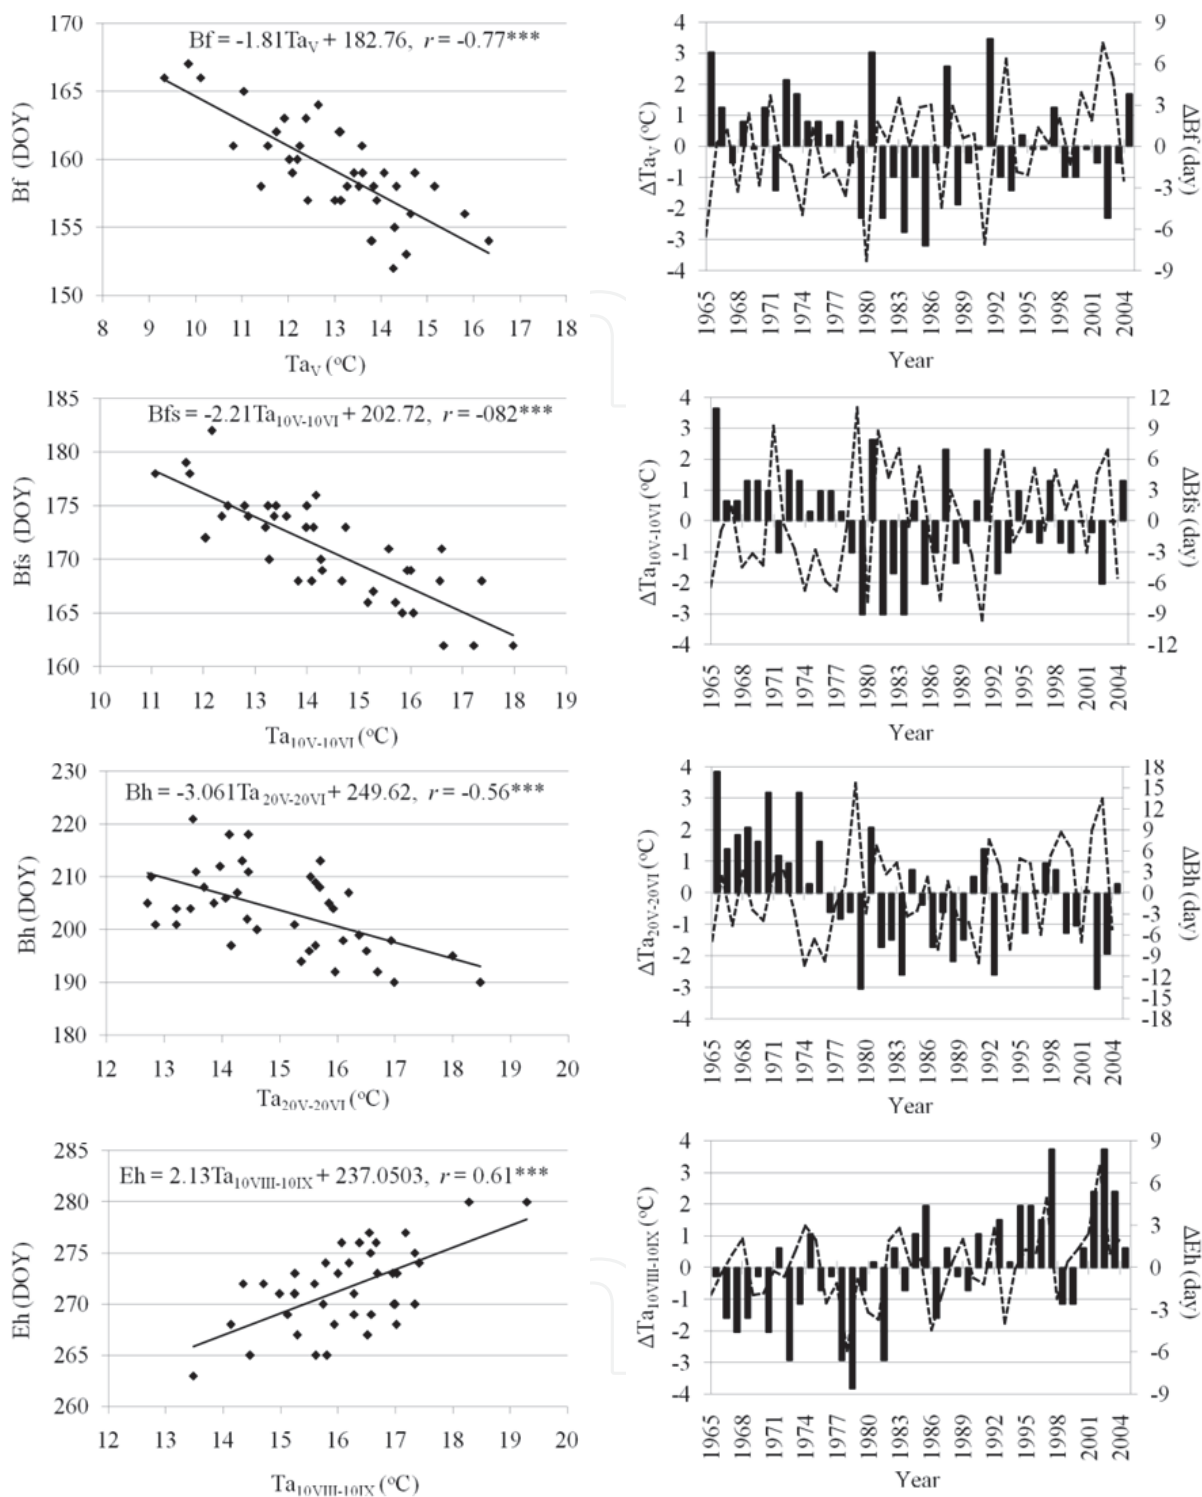 Bf = -1.81TaV + 182.76, r = -0.77***
Bf (DOY)
170
165
160
155
150
8 9 10 11 12 13 14 15 16 17 18
TaV (°C)
ΔTaV (°C)
4
3
2
1
0
-1
-2
-3
-4
9
6
3
0
-3
-6
-9
ΔBf (day)
1965 1968 1971 1974 1977 1980 1983 1986 1989 1992 1995 1998 2001 2004
Year
Bfs = -2.21Ta10V-10VI + 202.72, r = -082***
Bfs (DOY)
185
180
175
170
165
160
10 11 12 13 14 15 16 17 18 19
Ta10V-10VI (°C)
ΔTa10V-10VI (°C)
4
3
2
1
0
-1
-2
-3
-4
12
9
6
3
0
-3
-6
-9
-12
ΔBfs (day)
1965 1968 1971 1974 1977 1980 1983 1986 1989 1992 1995 1998 2001 2004
Year
Bh = -3.061Ta20V-20VI + 249.62, r = -0.56***
Bh (DOY)
230
220
210
200
190
180
12 13 14 15 16 17 18 19 20
Ta20V-20VI (°C)
ΔTa20V-20VI (°C)
4
3
2
1
0
-1
-2
-3
-4
18
15
12
9
6
3
0
-3
-6
-9
-12
-15
-18
ΔBh (day)
1965 1968 1971 1974 1977 1980 1983 1986 1989 1992 1995 1998 2001 2004
Year
Eh = 2.13Ta10VIII-10IX + 237.0503, r = 0.61***
Eh (DOY)
285
280
275
270
265
260
12 13 14 15 16 17 18 19 20
Ta10VIII-10IX (°C)
ΔTa10VIII-10IX (°C)
4
3
2
1
0
-1
-2
-3
-4
9
6
3
0
-3
-6
-9
ΔEh (day)
1965 1968 1971 1974 1977 1980 1983 1986 1989 1992 1995 1998 2001 2004
Year